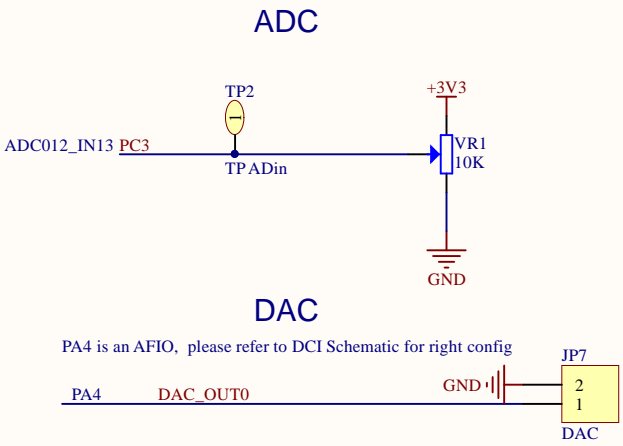 ADC
TP2
+3V3
1
ADC012_IN13 PC3
VR1
10K
TP ADin
GND
DAC
PA4 is an AFIO, please refer to DCI Schematic for right config
JP7
GND
2
PA4 DAC_OUT0
1
DAC